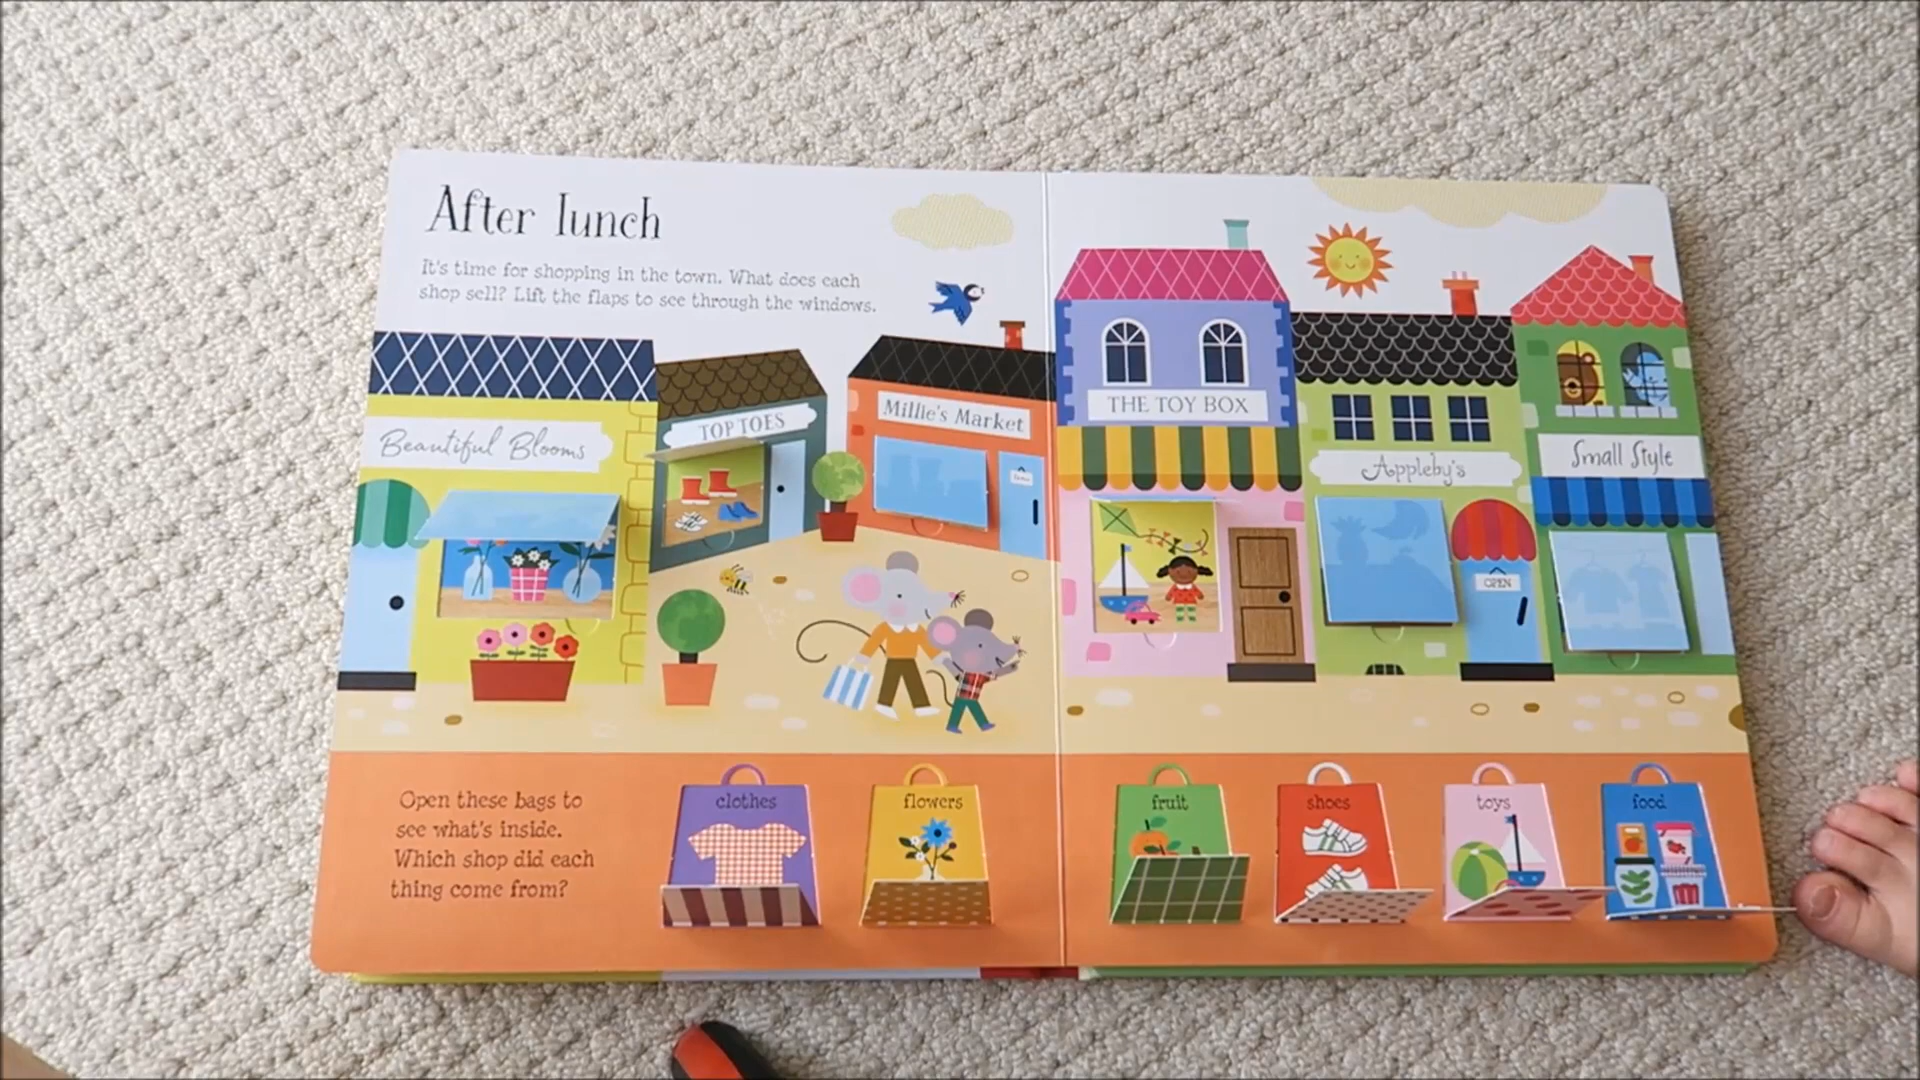 After lunch
It's time for shopping in the town. What does each
shop sell? Lift the flaps to see through the windows.
Beautiful Blooms
TOP TOES
Millie's Market
THE TOY BOX
Appleby's
Small Style
OPEN
Open these bags to
see what's inside.
Which shop did each
thing come from?
clothes
flowers
fruit
shoes
toys
food